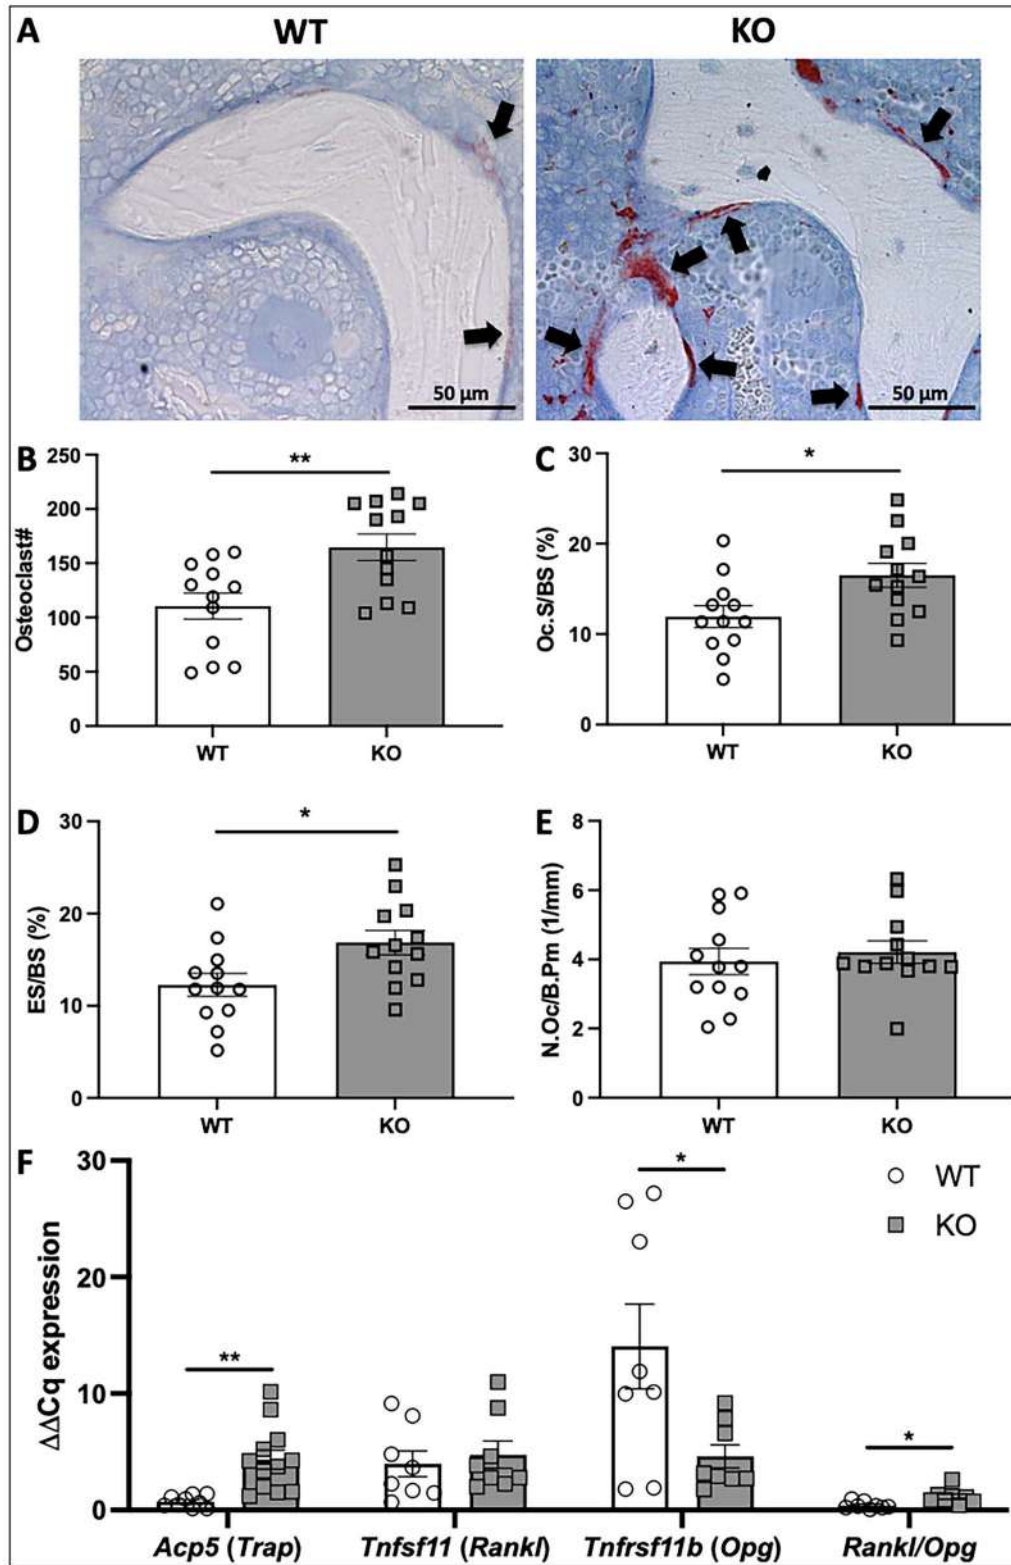 A WT KO
50 µm 50 µm
B
250
200
150
100
50
0
Osteoclast#
**
WT KO
C
30
20
10
0
Oc.S/BS (%)
*
WT KO
D
30
20
10
0
ES/BS (%)
*
WT KO
E
8
6
4
2
0
N.Oc/B.Pm (1/mm)
WT KO
F
30
20
10
0
ΔΔCq expression
**
*
*
WT
KO
Acp5 (Trap) Tnfsf11 (Rankl) Tnfrsf11b (Opg) Rankl/Opg